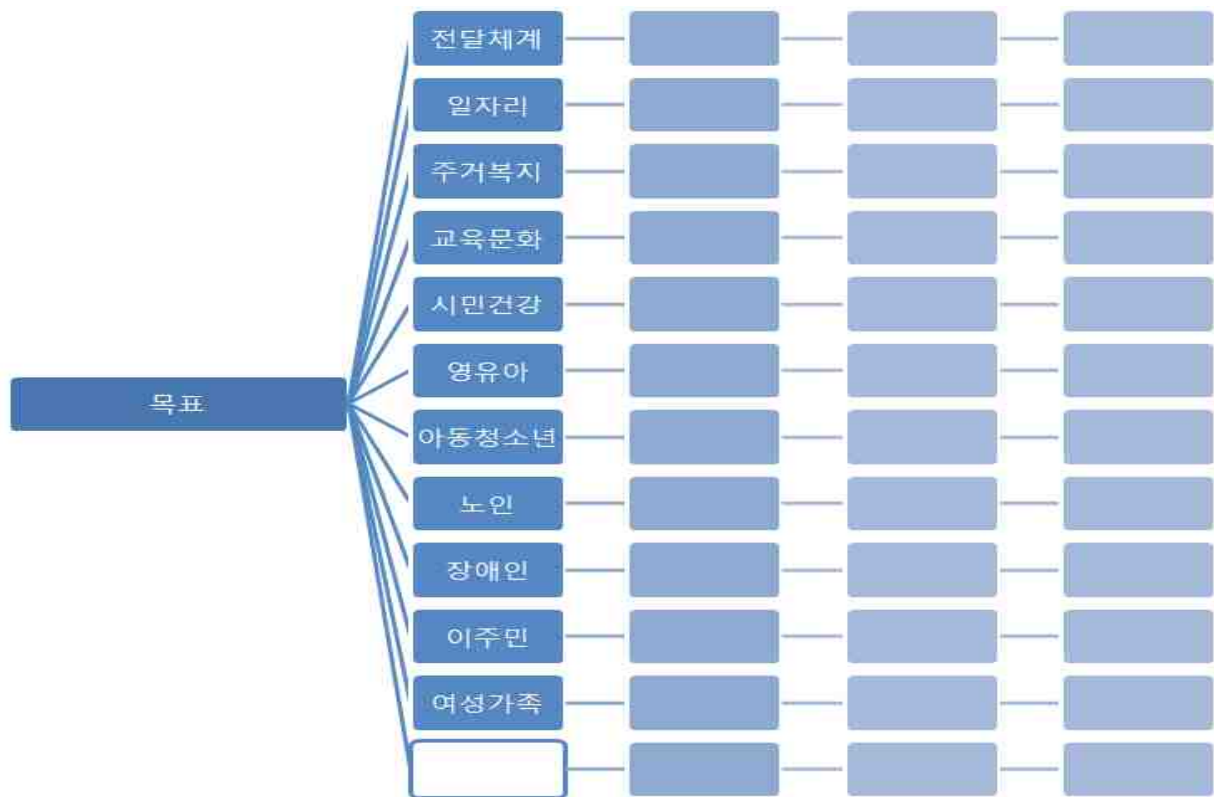 전달체계
일자리
주거복지
교육문화
시민건강
영유아
목표
아동청소년
노인
장애인
이주민
여성가족